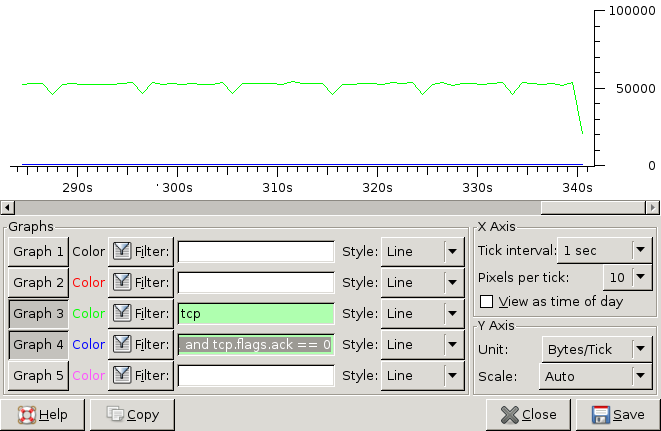 100000
50000
0
290s 300s 310s 320s 330s 340s
Graphs
X Axis
Graph 1 Color Filter: Style: Line
Tick interval: 1 sec
Graph 2 Color Filter: Style: Line
Pixels per tick: 10
Graph 3 Color Filter: tcp Style: Line
View as time of day
Y Axis
Graph 4 Color Filter: and tcp.flags.ack == 0 Style: Line
Unit: Bytes/Tick
Graph 5 Color Filter: Style: Line
Scale: Auto
Help Copy Close Save